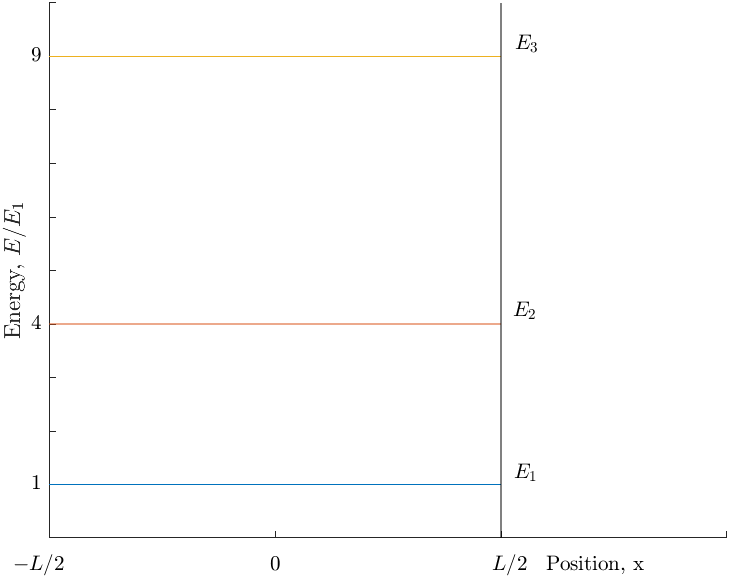 9
E₃
Energy, E/E₁
4
E₂
1
E₁
−L/2
0
L/2
Position, x